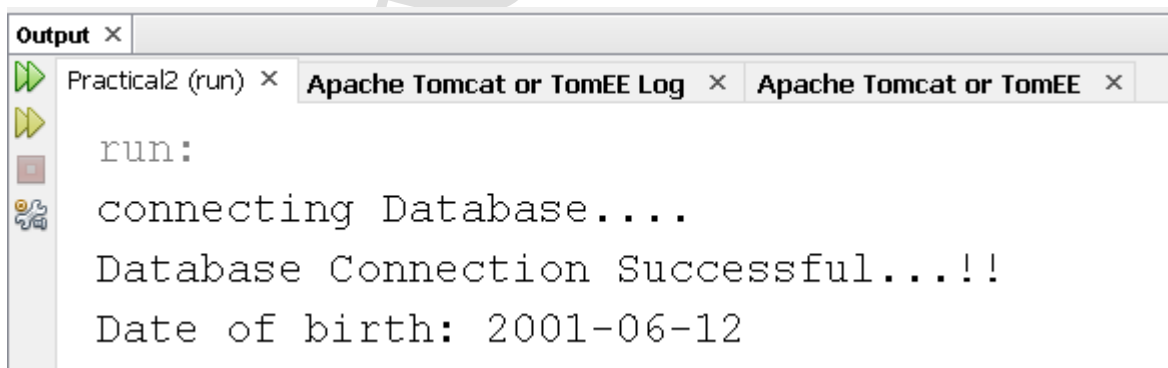 Output
Practical2 (run) Apache Tomcat or TomEE Log Apache Tomcat or TomEE
run:
connecting Database....
Database Connection Successful...!!
Date of birth: 2001-06-12